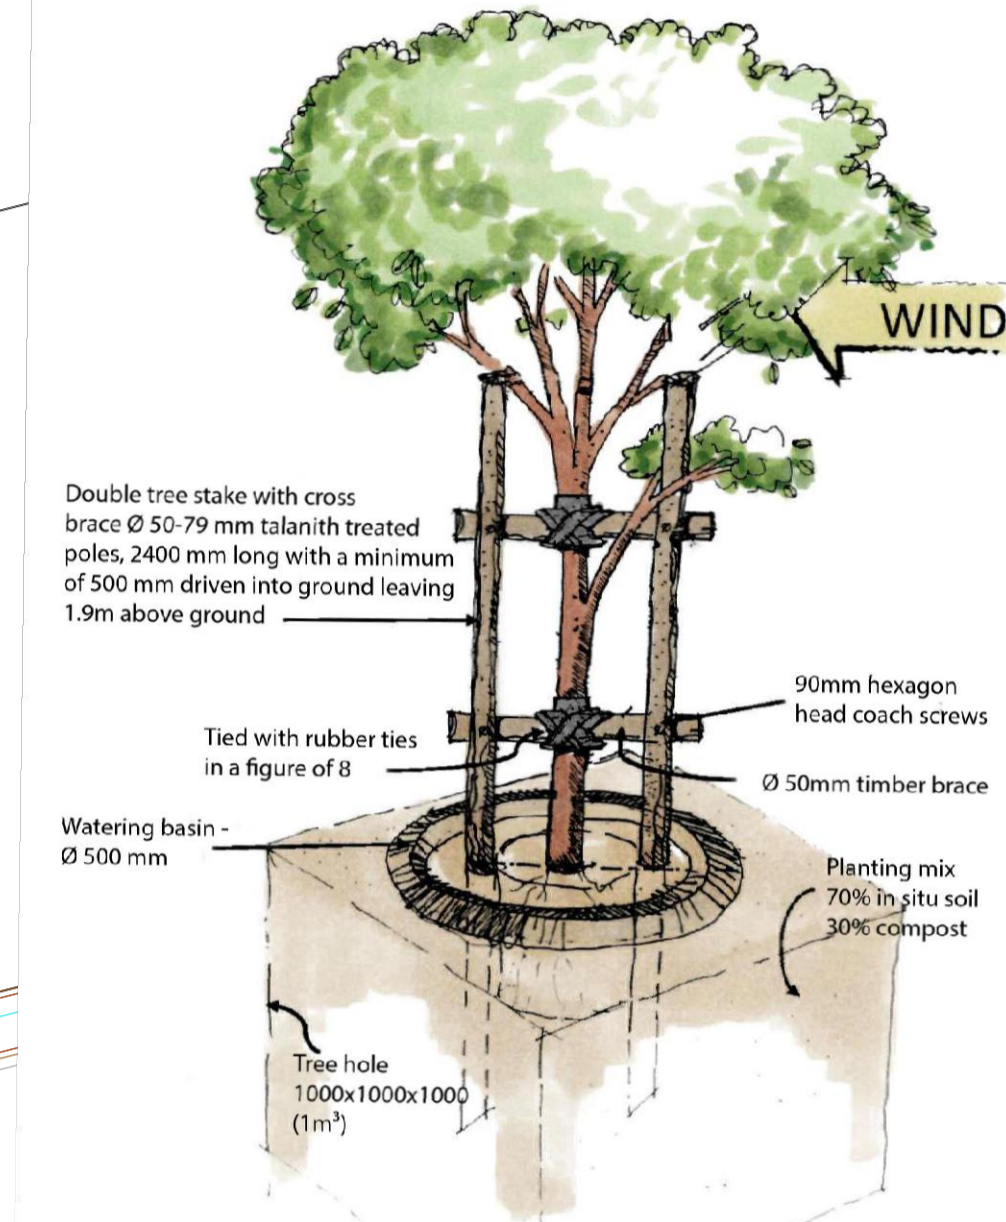 WIND
Double tree stake with cross
brace Ø 50-79 mm talanith treated
poles, 2400 mm long with a minimum
of 500 mm driven into ground leaving
1.9m above ground
90mm hexagon
head coach screws
Tied with rubber ties
in a figure of 8
Ø 50mm timber brace
Watering basin -
Ø 500 mm
Planting mix
70% in situ soil
30% compost
Tree hole
1000x1000x1000
(1m³)